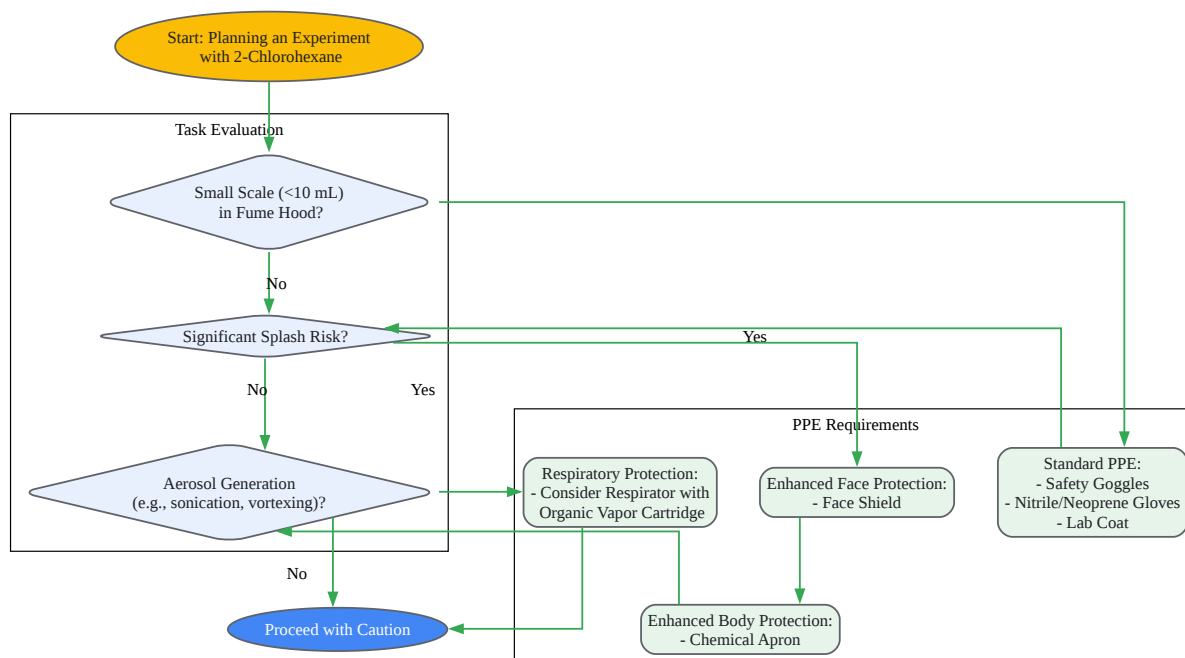 Start: Planning an Experiment
with 2-Chlorohexane
Task Evaluation
Small Scale (<10 mL)
in Fume Hood?
No
Significant Splash Risk?
Yes
No
Yes
PPE Requirements
Aerosol Generation
(e.g., sonication, vortexing)?
Respiratory Protection:
- Consider Respirator with
Organic Vapor Cartridge
Enhanced Face Protection:
- Face Shield
Standard PPE:
- Safety Goggles
- Nitrile/Neoprene Gloves
- Lab Coat
No
Proceed with Caution
Enhanced Body Protection:
- Chemical Apron